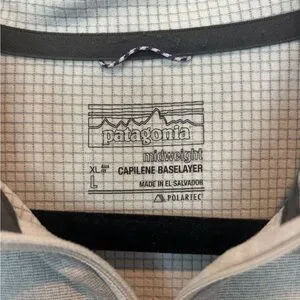 patagonia
midweight
XL
L
CAPILENE BASELAYER
MADE IN EL SALVADOR
POLARTEC